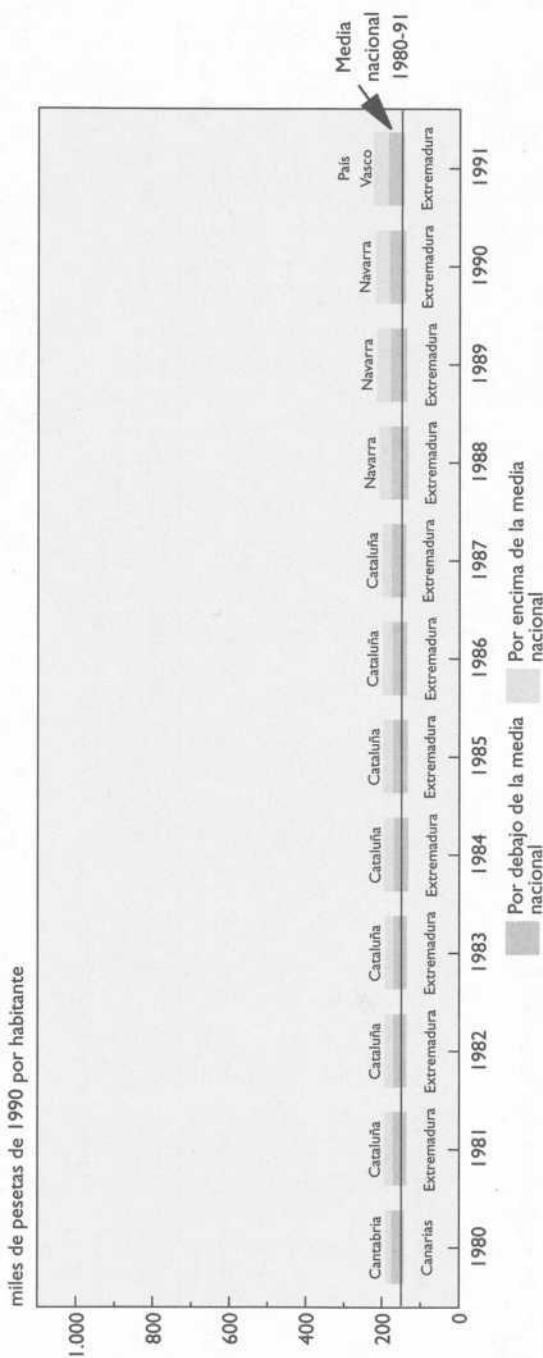 miles de pesetas de 1990 por habitante
1.000
800
600
400
200
0
Media
nacional
1980-91
Cantabria
Cataluña
Cataluña
Cataluña
Cataluña
Cataluña
Cataluña
Cataluña
Navarra
Navarra
Navarra
País
Vasco
Canarias
Extremadura
Extremadura
Extremadura
Extremadura
Extremadura
Extremadura
Extremadura
Extremadura
Extremadura
Extremadura
Extremadura
1980
1981
1982
1983
1984
1985
1986
1987
1988
1989
1990
1991
Por debajo de la media
nacional
Por encima de la media
nacional